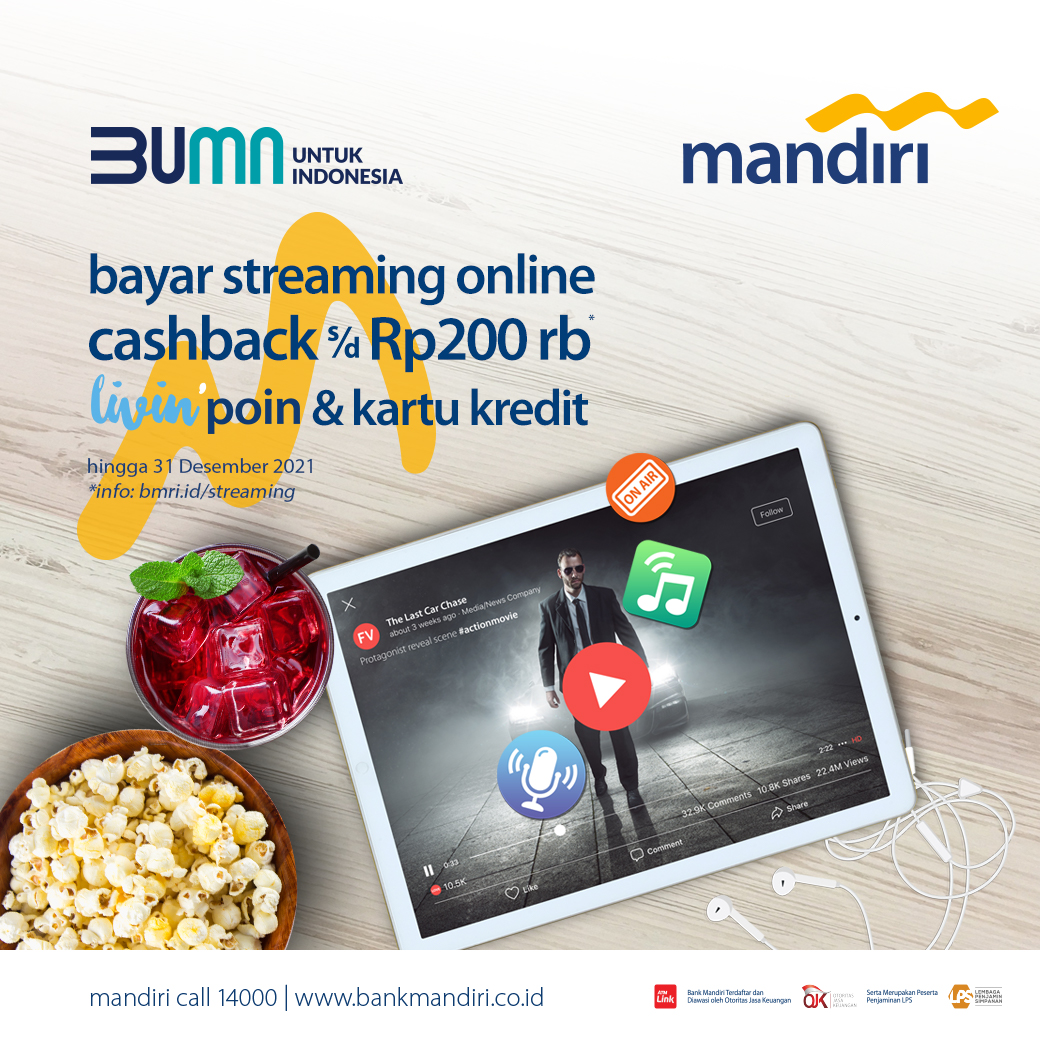 BUMN UNTUK
INDONESIA
mandırı
bayar streaming online
cashback s/d Rp200 rb*
livin' poin & kartu kredit
hingga 31 Desember 2021
*info: bmri.id/streaming
ON AIR
Follow
FV
The Last Car Chase
about 3 weeks ago · Media/News Company
Protagonist reveal scene #actionmovie
2:22 ••• HD
32.9K Comments 10.8K Shares 22.4M Views
0:33
10.5K
Like
Comment
Share
mandiri call 14000 | www.bankmandiri.co.id
ATM
Link
Bank Mandiri Terdaftar dan
Diawasi oleh Otoritas Jasa Keuangan
OJK
OTORITAS
JASA
KEUANGAN
Serta Merupakan Peserta
Penjaminan LPS
LPS
LEMBAGA
PENJAMIN
SIMPANAN